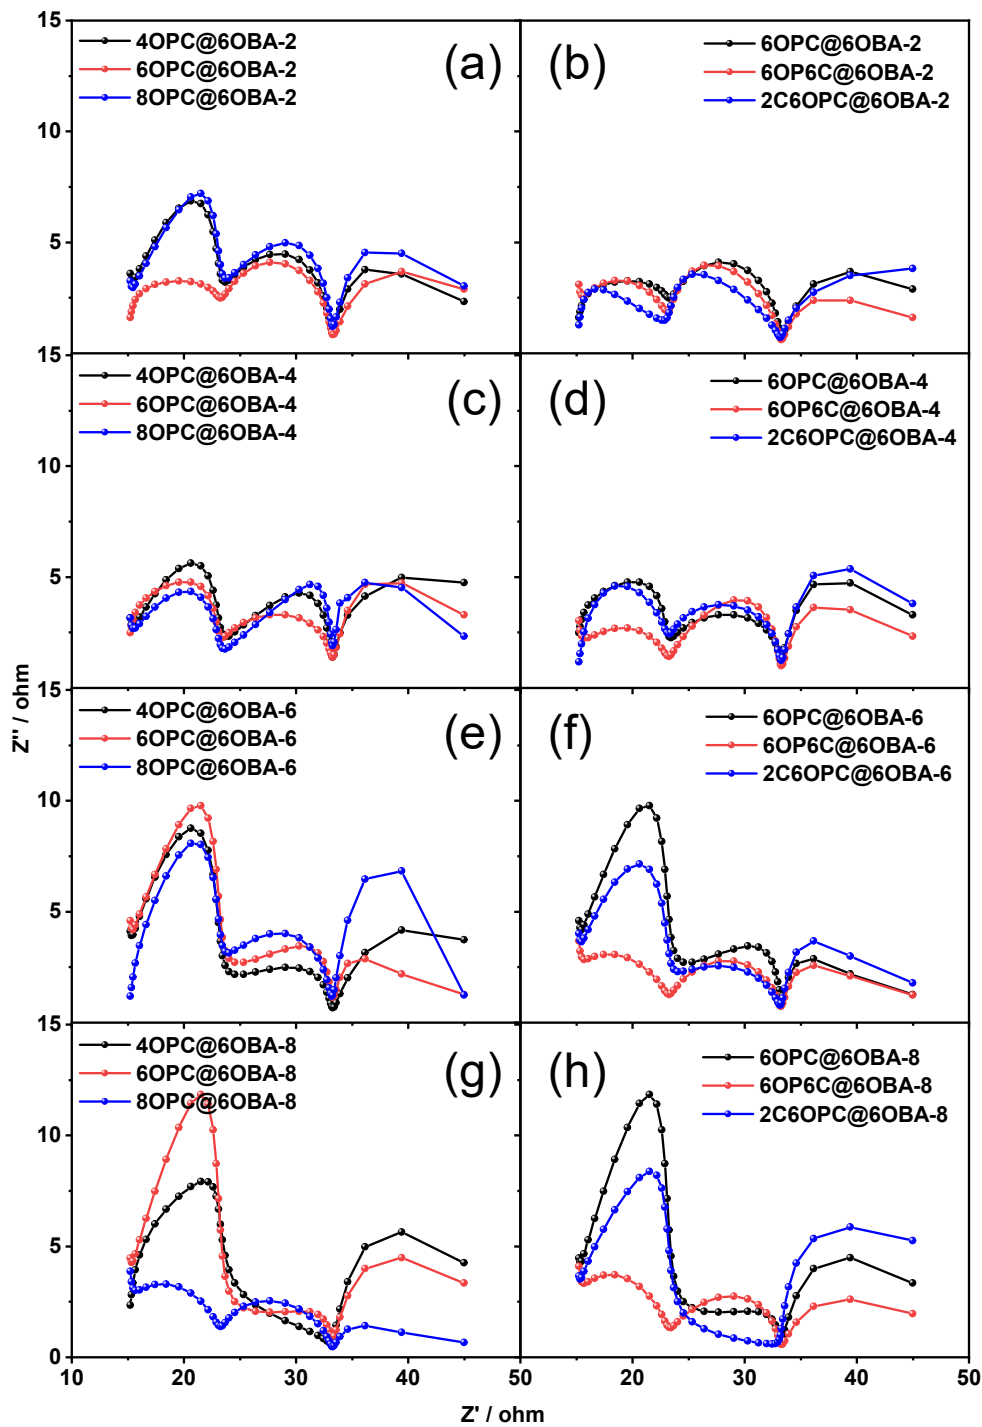 15
4OPC@6OBA-2
6OPC@6OBA-2
8OPC@6OBA-2
(a)
(b)
6OPC@6OBA-2
6OP6C@6OBA-2
2C6OPC@6OBA-2
10
5
15
4OPC@6OBA-4
6OPC@6OBA-4
8OPC@6OBA-4
(c)
(d)
6OPC@6OBA-4
6OP6C@6OBA-4
2C6OPC@6OBA-4
10
5
15
4OPC@6OBA-6
6OPC@6OBA-6
8OPC@6OBA-6
(e)
(f)
6OPC@6OBA-6
6OP6C@6OBA-6
2C6OPC@6OBA-6
10
5
15
4OPC@6OBA-8
6OPC@6OBA-8
8OPC@6OBA-8
(g)
(h)
6OPC@6OBA-8
6OP6C@6OBA-8
2C6OPC@6OBA-8
10
5
0
Z'' / ohm
10 20 30 40 50 20 30 40 50
Z' / ohm